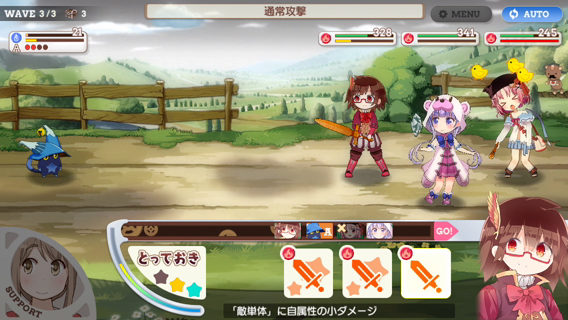 WAVE 3/3 3
通常攻撃
MENU
AUTO
21
A
328
341
245
A
GO!
とっておき
SUPPORT
「敵単体」に自属性の小ダメージ